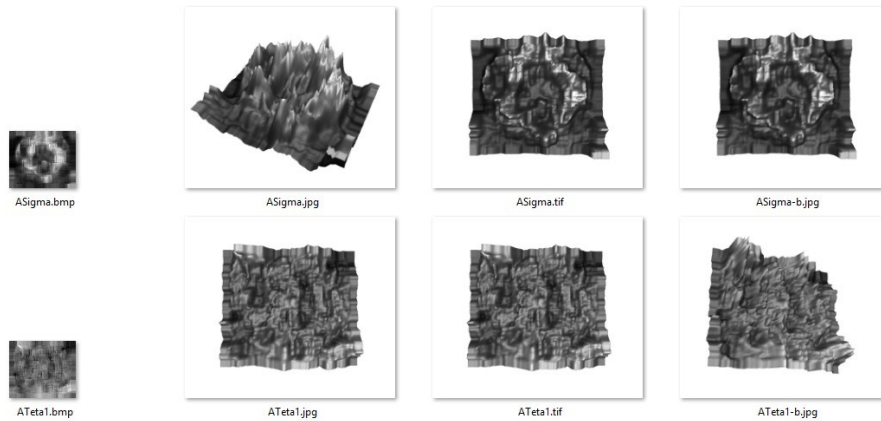 ASigma.bmp
ASigma.jpg
ASigma.tif
ASigma-b.jpg
ATeta1.bmp
ATeta1.jpg
ATeta1.tif
ATeta1-b.jpg